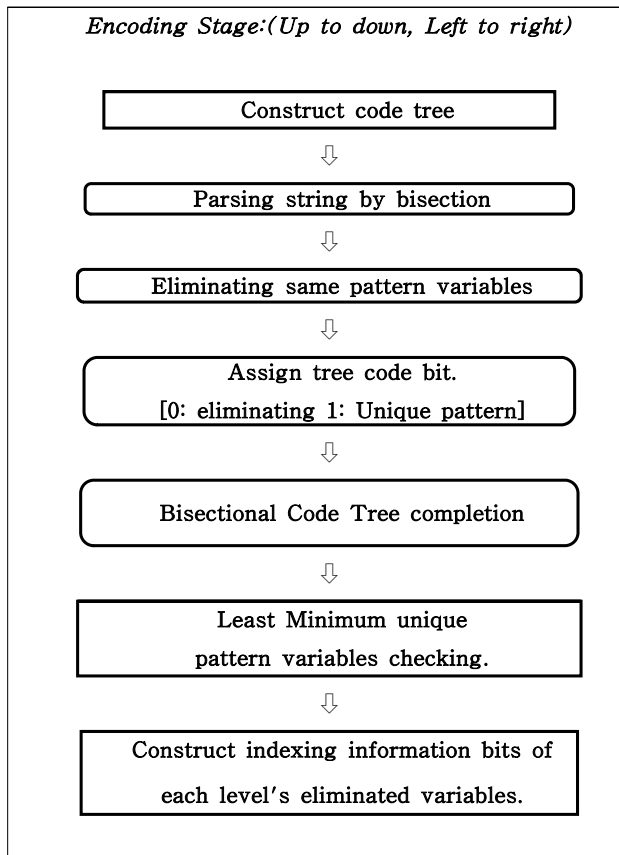 Encoding Stage:(Up to down, Left to right)
Construct code tree
Parsing string by bisection
Eliminating same pattern variables
Assign tree code bit.
[0: eliminating 1: Unique pattern]
Bisectional Code Tree completion
Least Minimum unique
pattern variables checking.
Construct indexing information bits of
each level's eliminated variables.